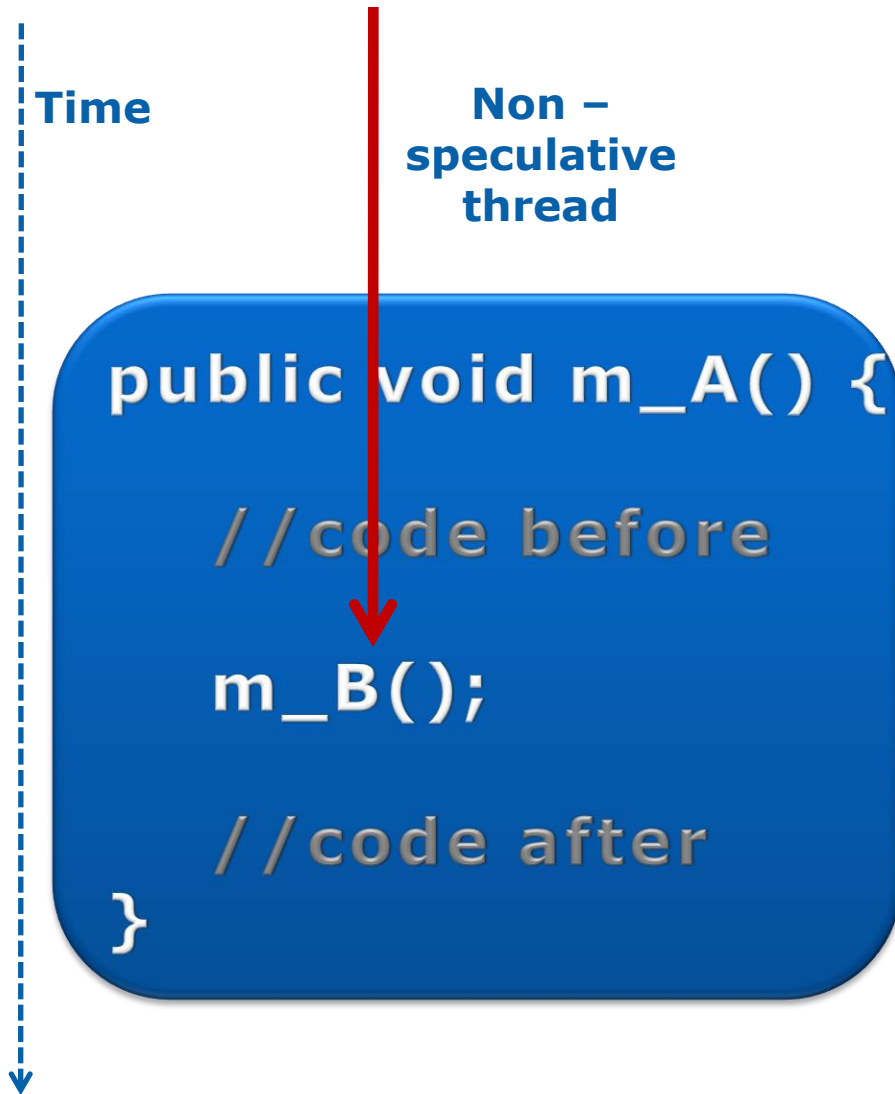 Time
Non –
speculative
thread
public void m_A() {
//code before
m_B();
//code after
}